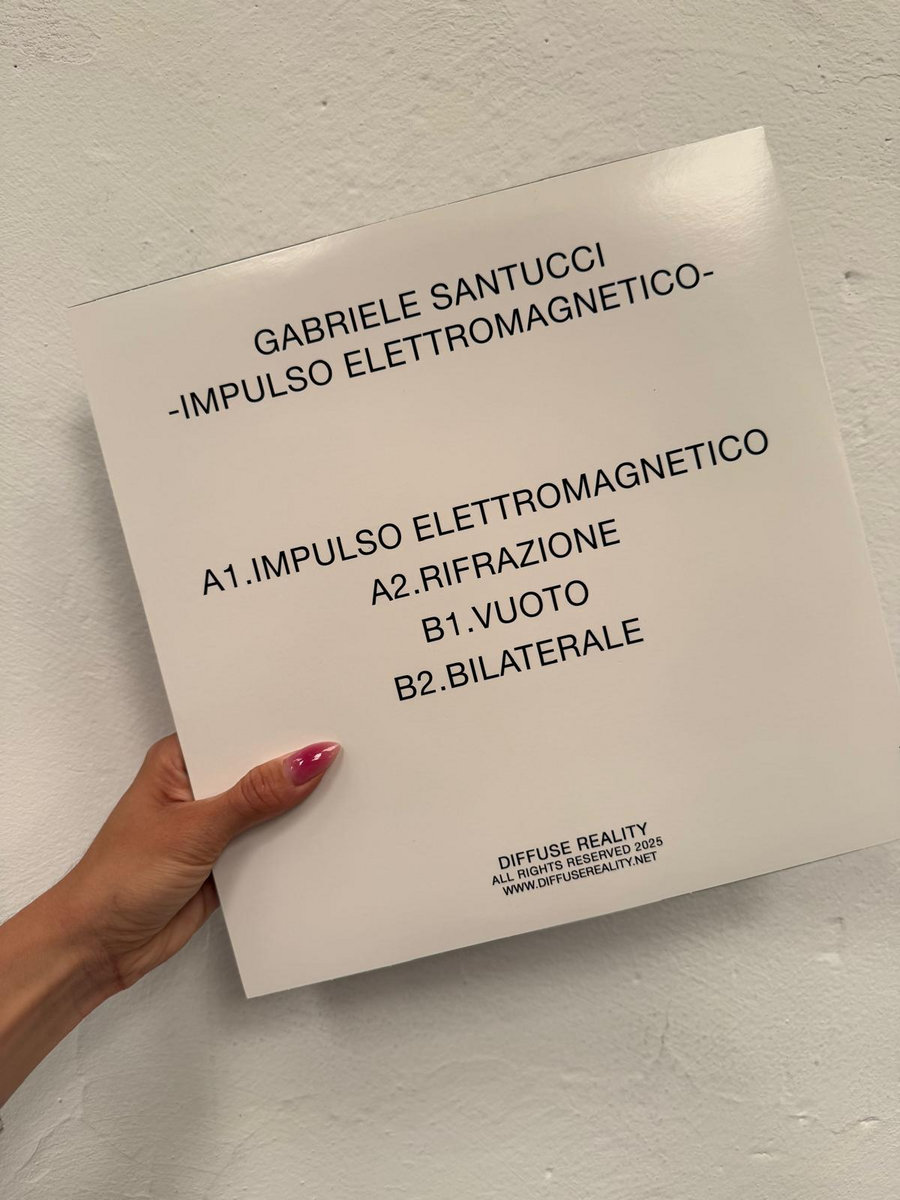 GABRIELE SANTUCCI
-IMPULSO ELETTROMAGNETICO-
A1.IMPULSO ELETTROMAGNETICO
A2.RIFRAZIONE
B1.VUOTO
B2.BILATERALE
DIFFUSE REALITY
ALL RIGHTS RESERVED 2025
WWW.DIFFUSEREALITY.NET